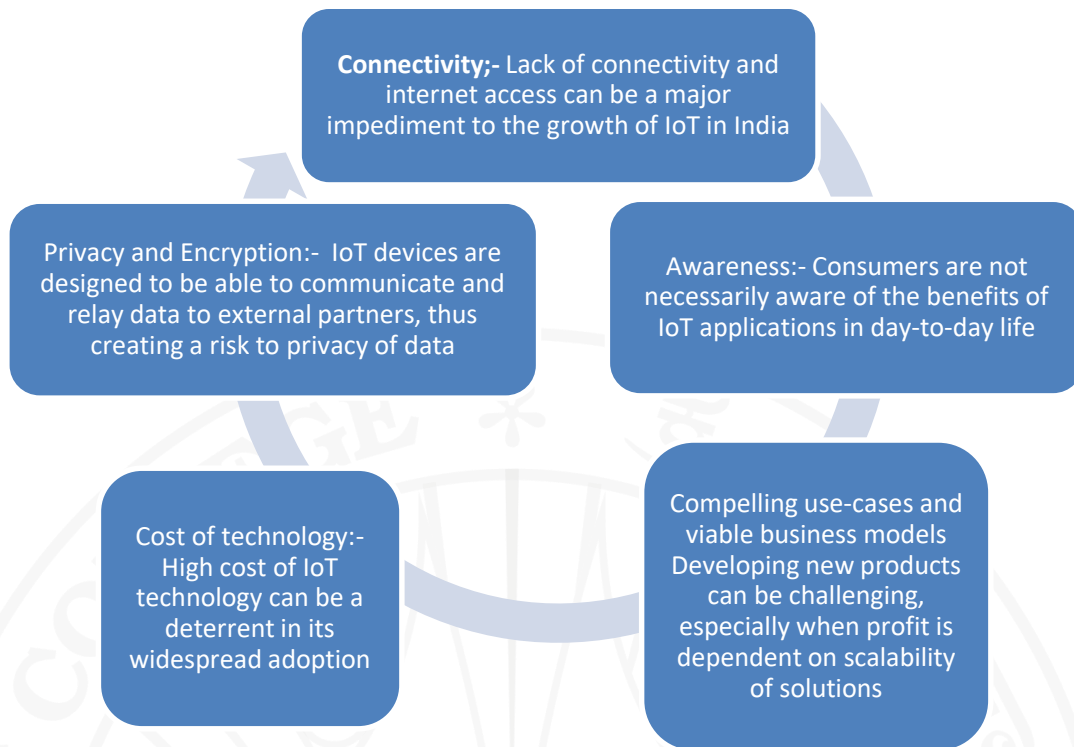 Connectivity;- Lack of connectivity and
internet access can be a major
impediment to the growth of IoT in India
Awareness:- Consumers are not
necessarily aware of the benefits of
IoT applications in day-to-day life
Compelling use-cases and
viable business models
Developing new products
can be challenging,
especially when profit is
dependent on scalability
of solutions
Cost of technology:-
High cost of IoT
technology can be a
deterrent in its
widespread adoption
Privacy and Encryption:- IoT devices are
designed to be able to communicate and
relay data to external partners, thus
creating a risk to privacy of data